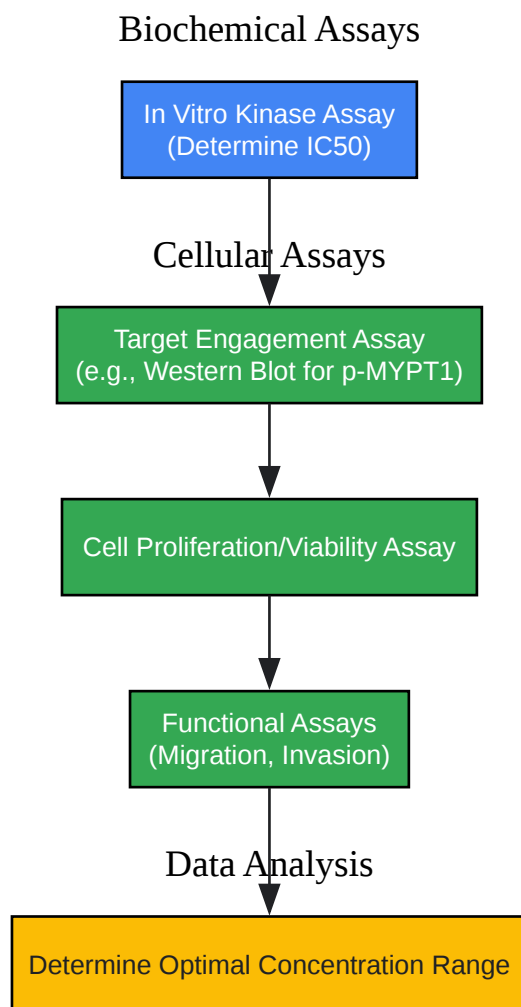 Biochemical Assays
In Vitro Kinase Assay
(Determine IC50)
Cellular Assays
Target Engagement Assay
(e.g., Western Blot for p-MYPT1)
Cell Proliferation/Viability Assay
Functional Assays
(Migration, Invasion)
Data Analysis
Determine Optimal Concentration Range